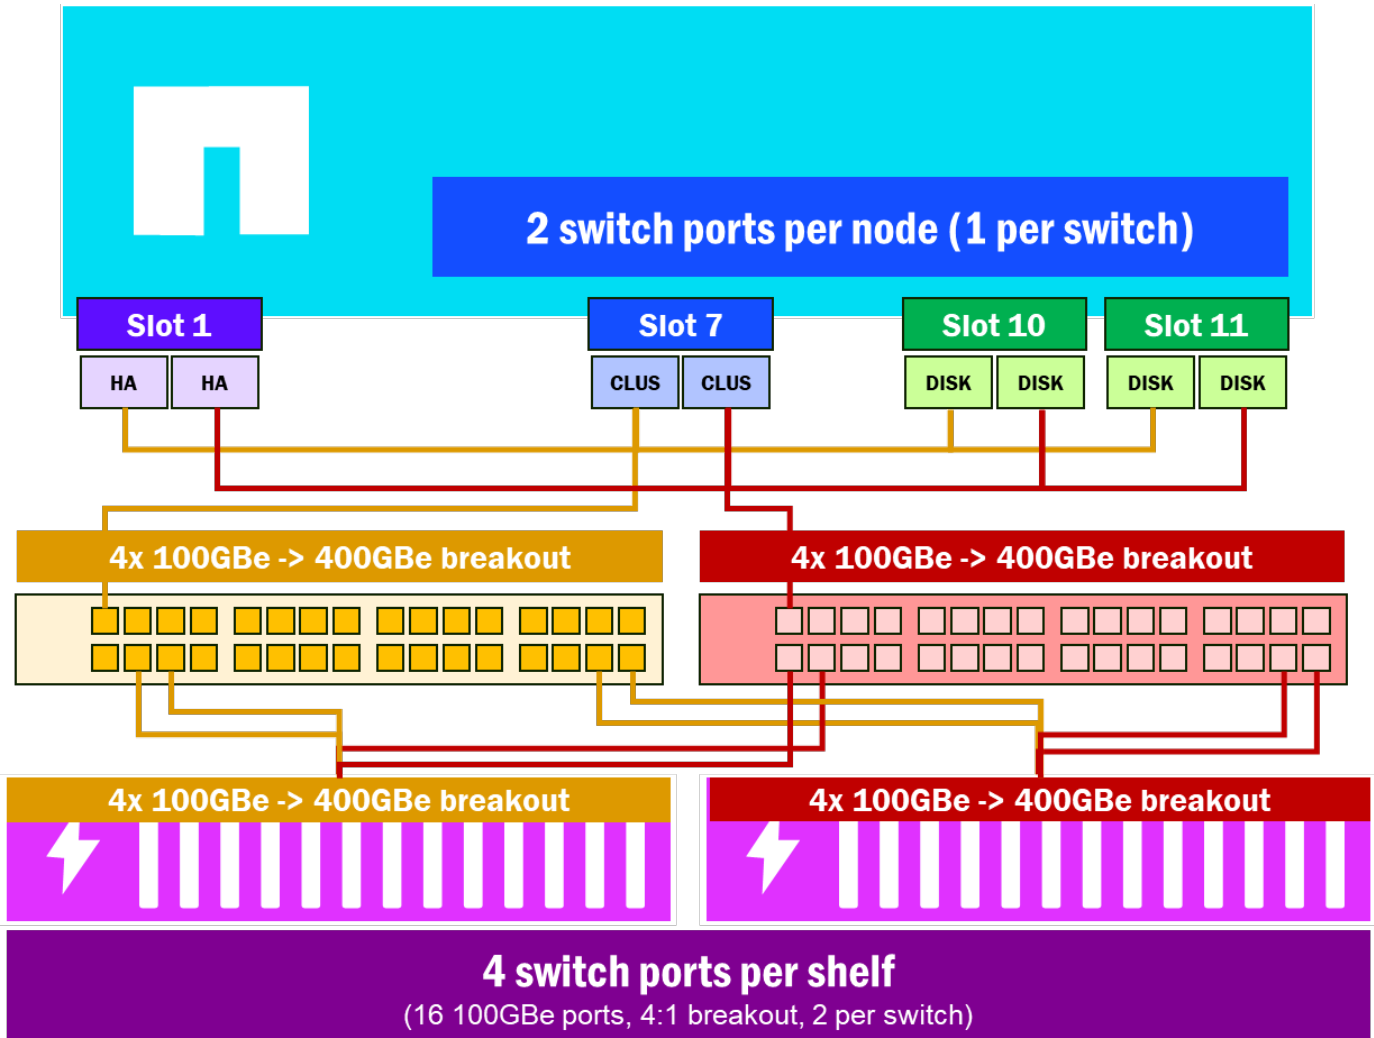 2 switch ports per node (1 per switch)
Slot 1
Slot 7
Slot 10
Slot 11
HA
HA
CLUS
CLUS
DISK
DISK
DISK
DISK
4x 100GBe -> 400GBe breakout
4x 100GBe -> 400GBe breakout
4x 100GBe -> 400GBe breakout
4x 100GBe -> 400GBe breakout
4 switch ports per shelf
(16 100GBe ports, 4:1 breakout, 2 per switch)